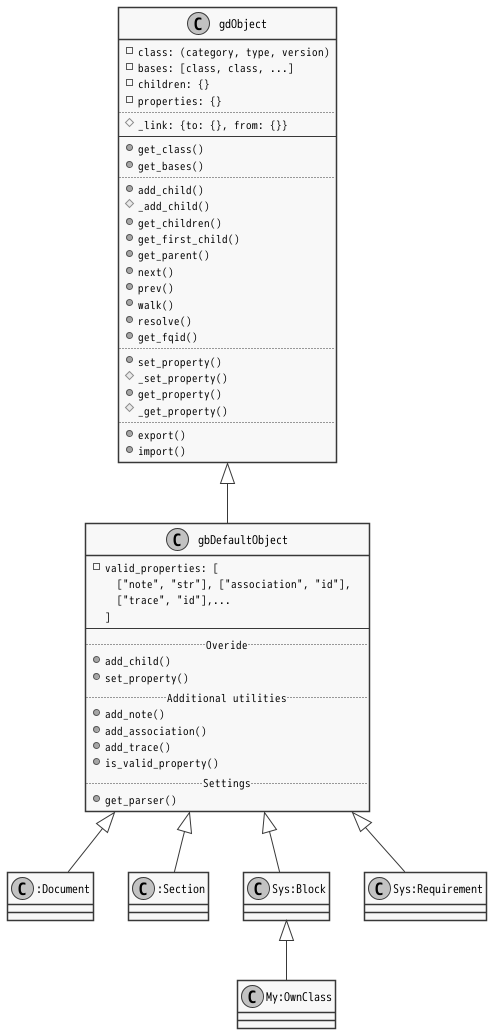 C gdObject
class: (category, type, version)
bases: [class, class, ...]
children: {}
properties: {}
_link: {to: {}, from: {}}
get_class()
get_bases()
add_child()
_add_child()
get_children()
get_first_child()
get_parent()
next()
prev()
walk()
resolve()
get_fqid()
set_property()
_set_property()
get_property()
_get_property()
export()
import()
C gbDefaultObject
valid_properties: [
["note", "str"], ["association", "id"],
["trace", "id"],...
]
Overide
add_child()
set_property()
Additional utilities
add_note()
add_association()
add_trace()
is_valid_property()
Settings
get_parser()
C :Document
C :Section
C Sys:Block
C Sys:Requirement
C My:OwnClass